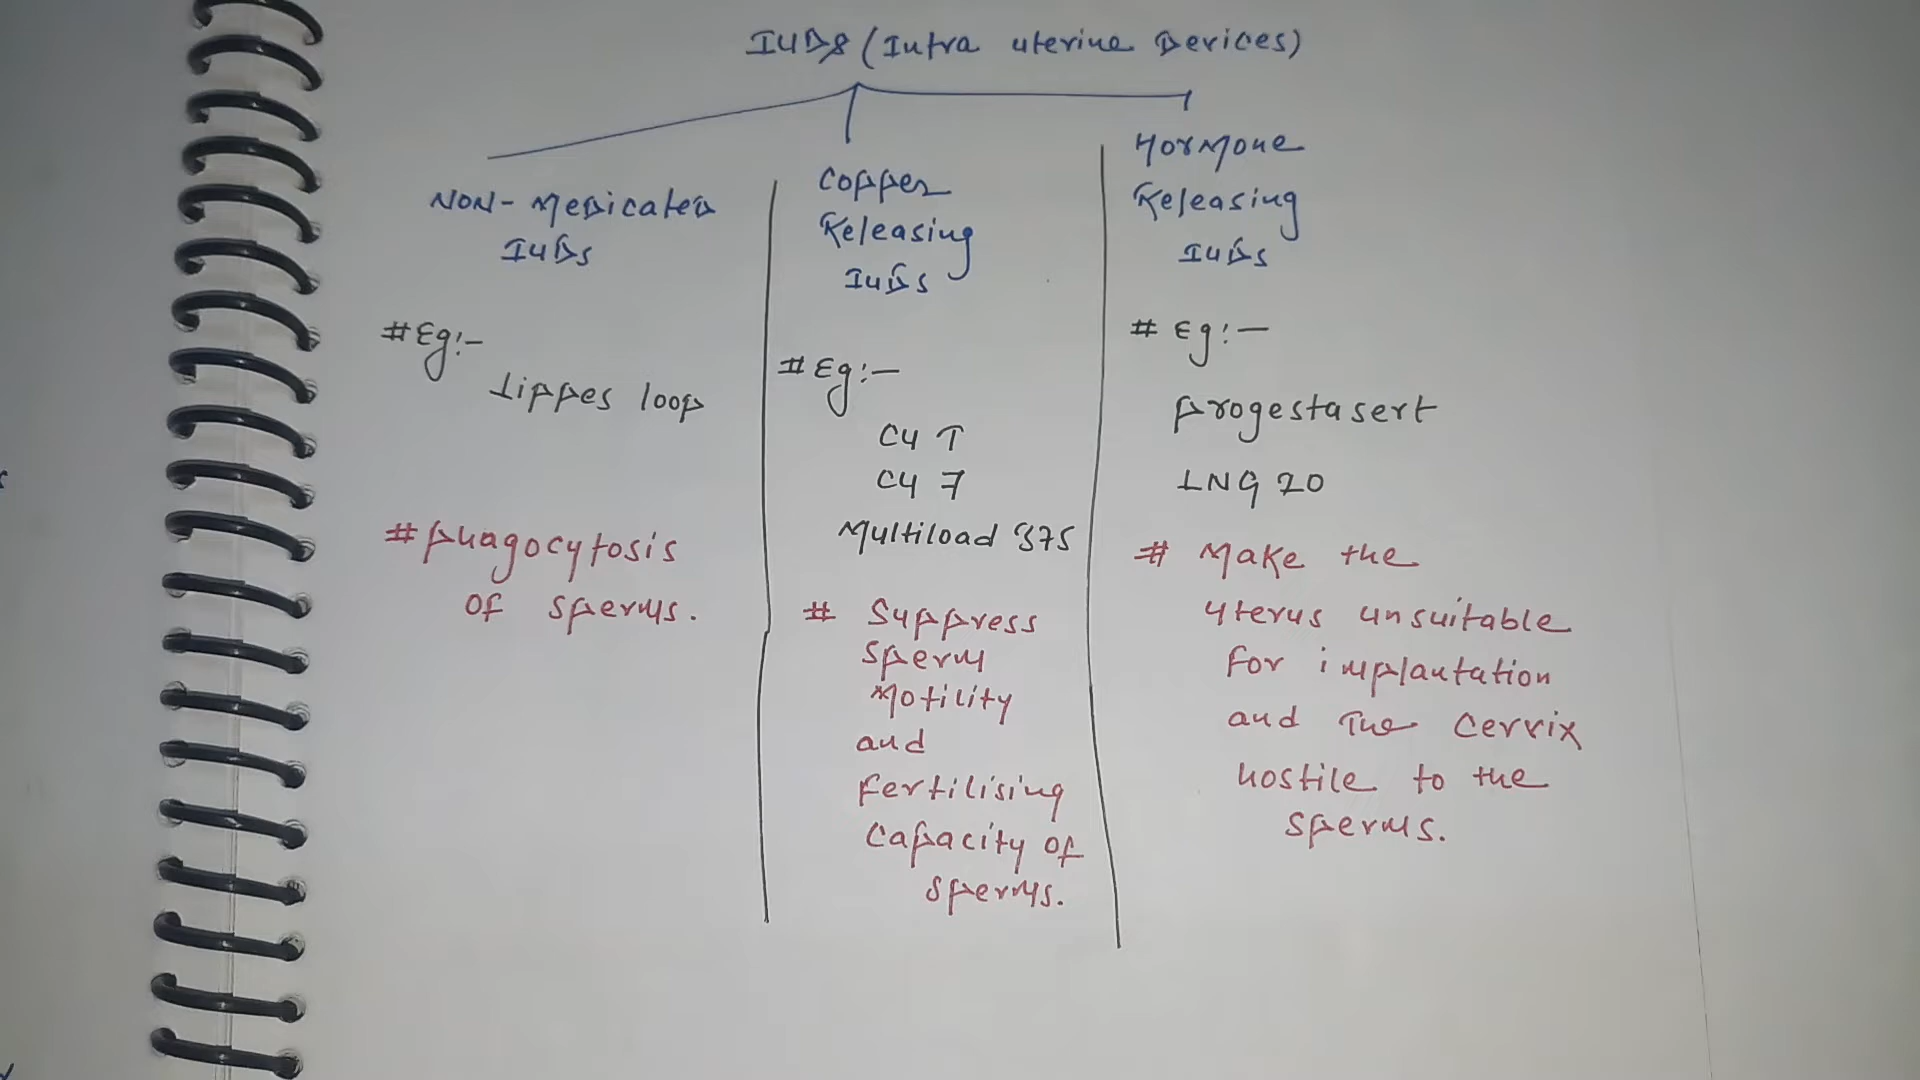 IUDs (Intra uterine Devices)
Non-Medicated
IUDs
#Eg:-
Lippes loop
#Phagocytosis
of sperms.
Copper
Releasing
IUDs
#Eg:-
Cu T
Cu 7
Multiload 375
# Suppress
sperm
Motility
and
Fertilising
Capacity of
sperms.
Hormone
Releasing
IUDs
# Eg:-
Progestasert
LNG 20
# Make the
uterus unsuitable
for implantation
and The Cervix
hostile to the
sperms.